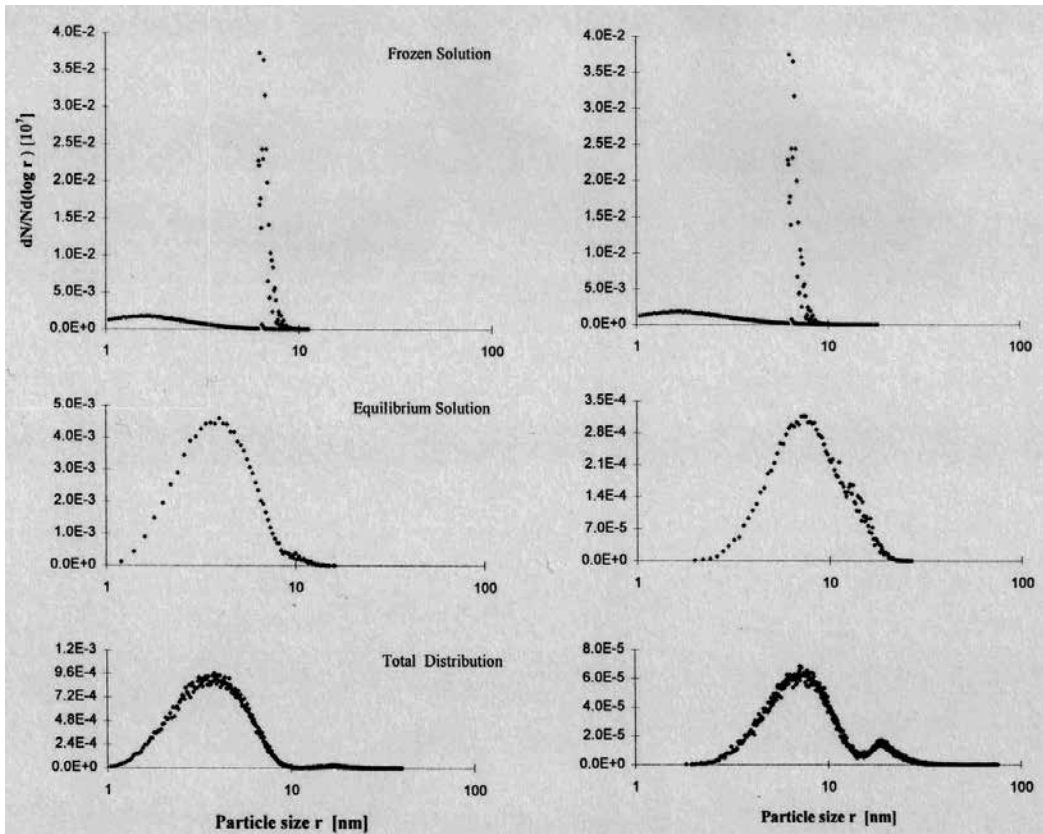 4.0E-2
3.5E-2
3.0E-2
2.5E-2
2.0E-2
1.5E-2
1.0E-2
5.0E-3
0.0E+0
1
10
100
Frozen Solution
dN/Nd(log r ) [10⁷]
4.0E-2
3.5E-2
3.0E-2
2.5E-2
2.0E-2
1.5E-2
1.0E-2
5.0E-3
0.0E+0
1
10
100
5.0E-3
4.0E-3
3.0E-3
2.0E-3
1.0E-3
0.0E+0
1
10
100
Equilibrium Solution
3.5E-4
2.8E-4
2.1E-4
1.4E-4
7.0E-5
0.0E+0
1
10
100
1.2E-3
9.6E-4
7.2E-4
4.8E-4
2.4E-4
0.0E+0
1
10
100
Total Distribution
Particle size r [nm]
8.0E-5
6.0E-5
4.0E-5
2.0E-5
0.0E+0
1
10
100
Particle size r [nm]